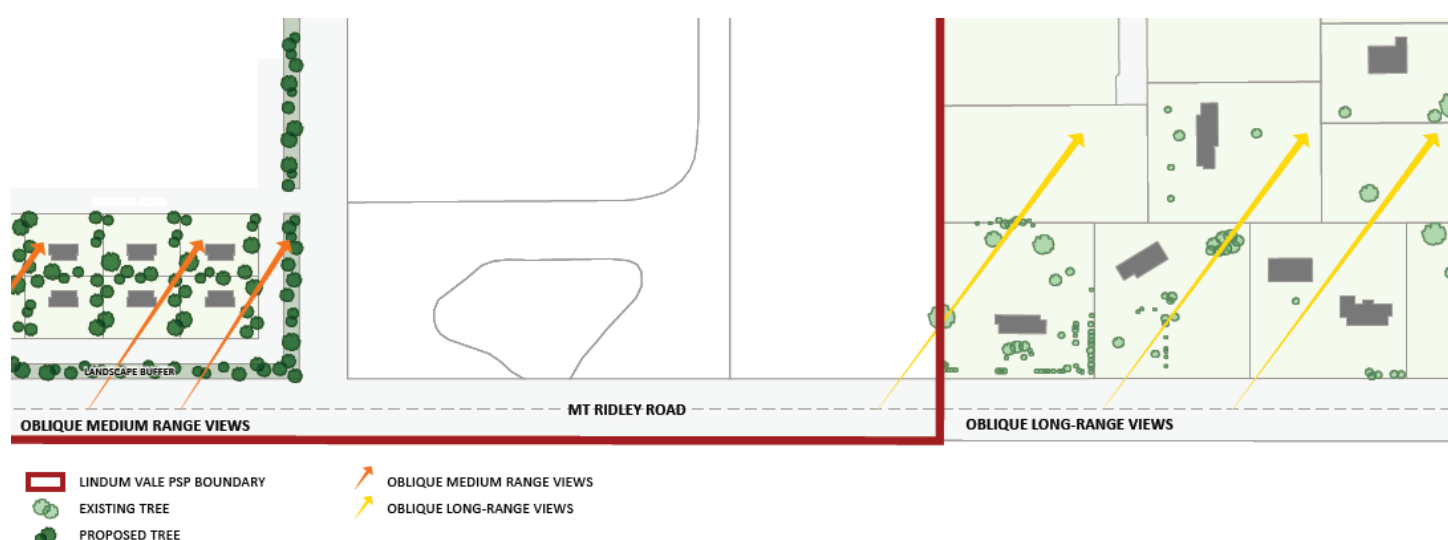 LANDSCAPE BUFFER
MT RIDLEY ROAD
OBLIQUE MEDIUM RANGE VIEWS
OBLIQUE LONG-RANGE VIEWS
LINDUM VALE PSP BOUNDARY
OBLIQUE MEDIUM RANGE VIEWS
EXISTING TREE
OBLIQUE LONG-RANGE VIEWS
PROPOSED TREE